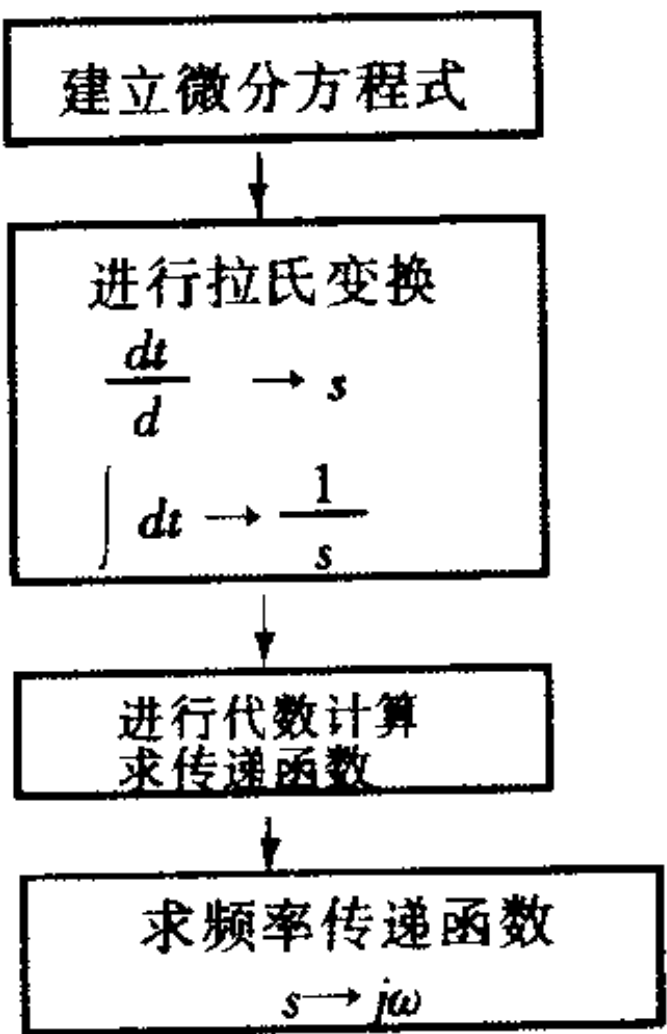 建立微分方程式
进行拉氏变换
dt/d → s
∫ dt → 1/s
进行代数计算
求传递函数
求频率传递函数
s → jω